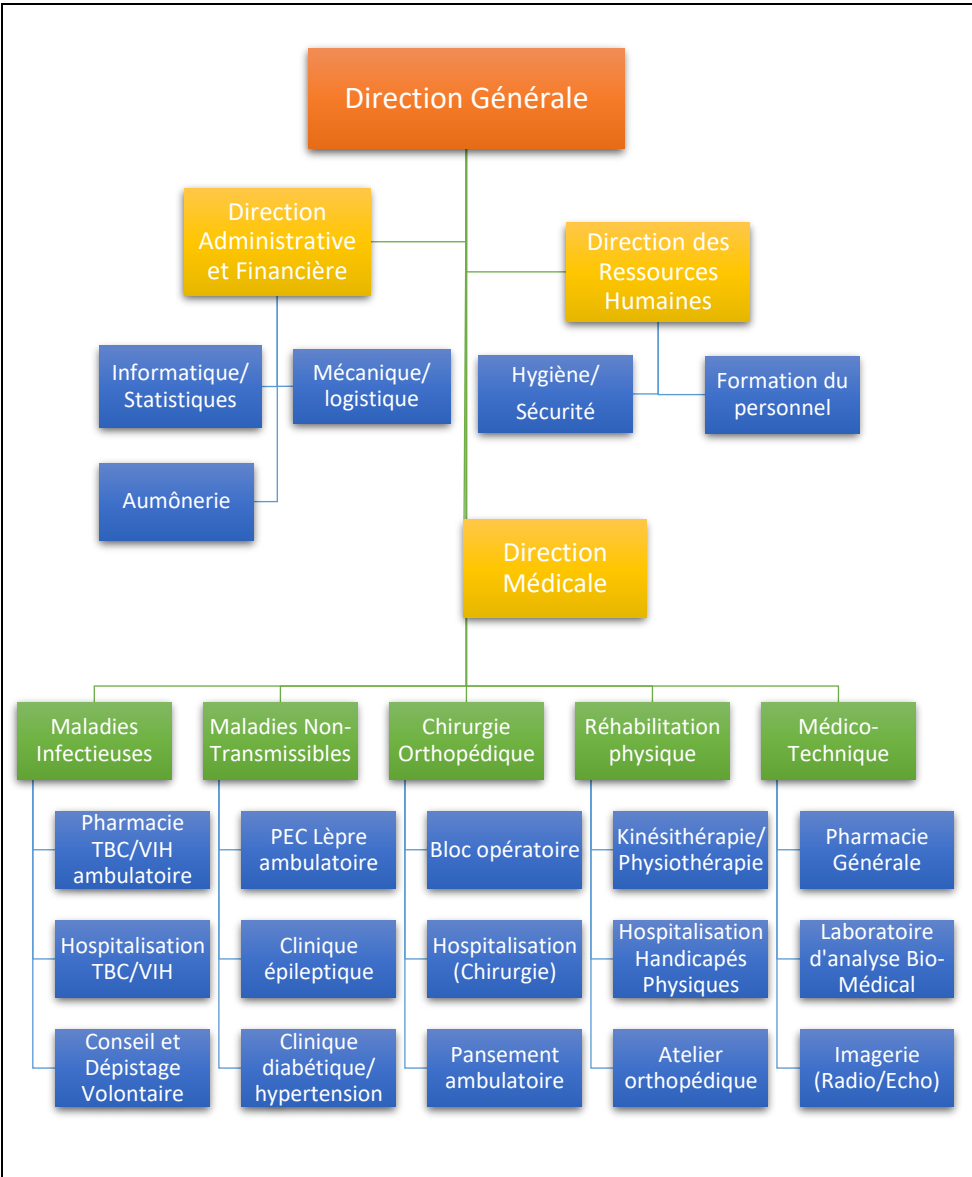 Direction Générale
Direction
Administrative
et Financière
Direction des
Ressources
Humaines
Informatique/
Statistiques
Mécanique/
logistique
Hygiène/
Sécurité
Formation du
personnel
Aumônerie
Direction
Médicale
Maladies
Infectieuses
Maladies Non-
Transmissibles
Chirurgie
Orthopédique
Réhabilitation
physique
Médico-
Technique
Pharmacie
TBC/VIH
ambulatoire
PEC Lèpre
ambulatoire
Bloc opératoire
Kinésithérapie/
Physiothérapie
Pharmacie
Générale
Hospitalisation
TBC/VIH
Clinique
épileptique
Hospitalisation
(Chirurgie)
Hospitalisation
Handicapés
Physiques
Laboratoire
d'analyse Bio-
Médical
Conseil et
Dépistage
Volontaire
Clinique
diabétique/
hypertension
Pansement
ambulatoire
Atelier
orthopédique
Imagerie
(Radio/Echo)